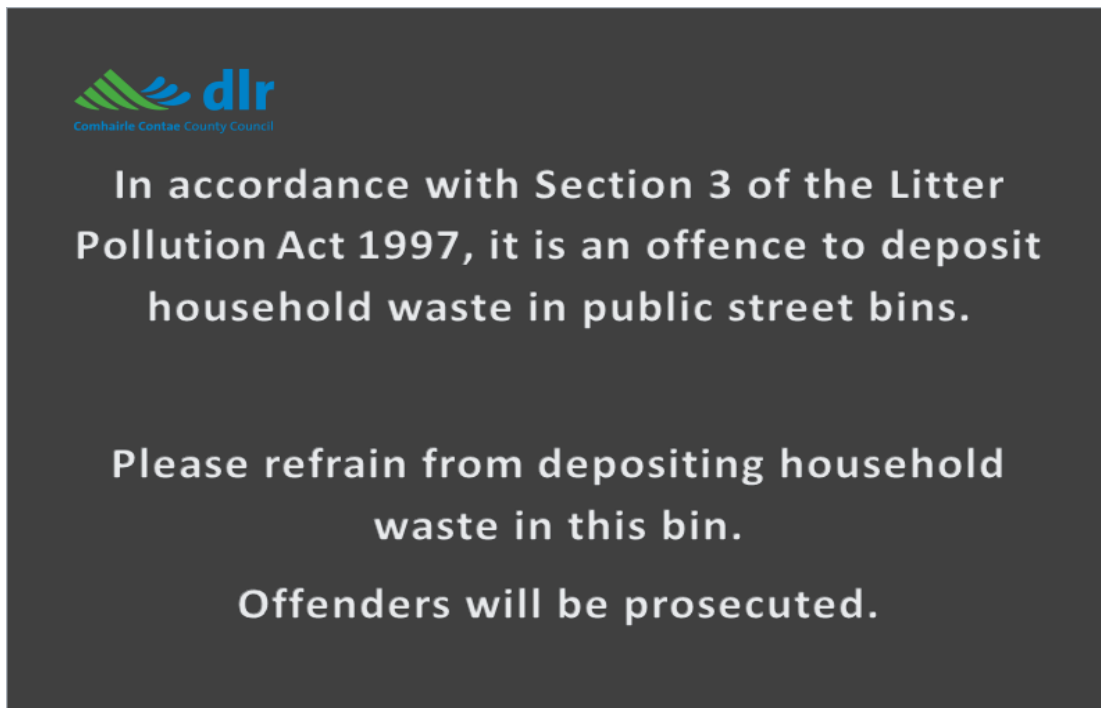 dlr
Comhairle Contae County Council
In accordance with Section 3 of the Litter
Pollution Act 1997, it is an offence to deposit
household waste in public street bins.
Please refrain from depositing household
waste in this bin.
Offenders will be prosecuted.